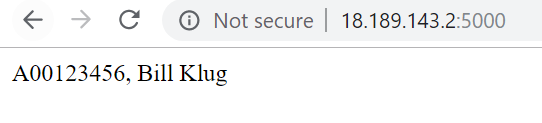 Not secure | 18.189.143.2:5000
A00123456, Bill Klug